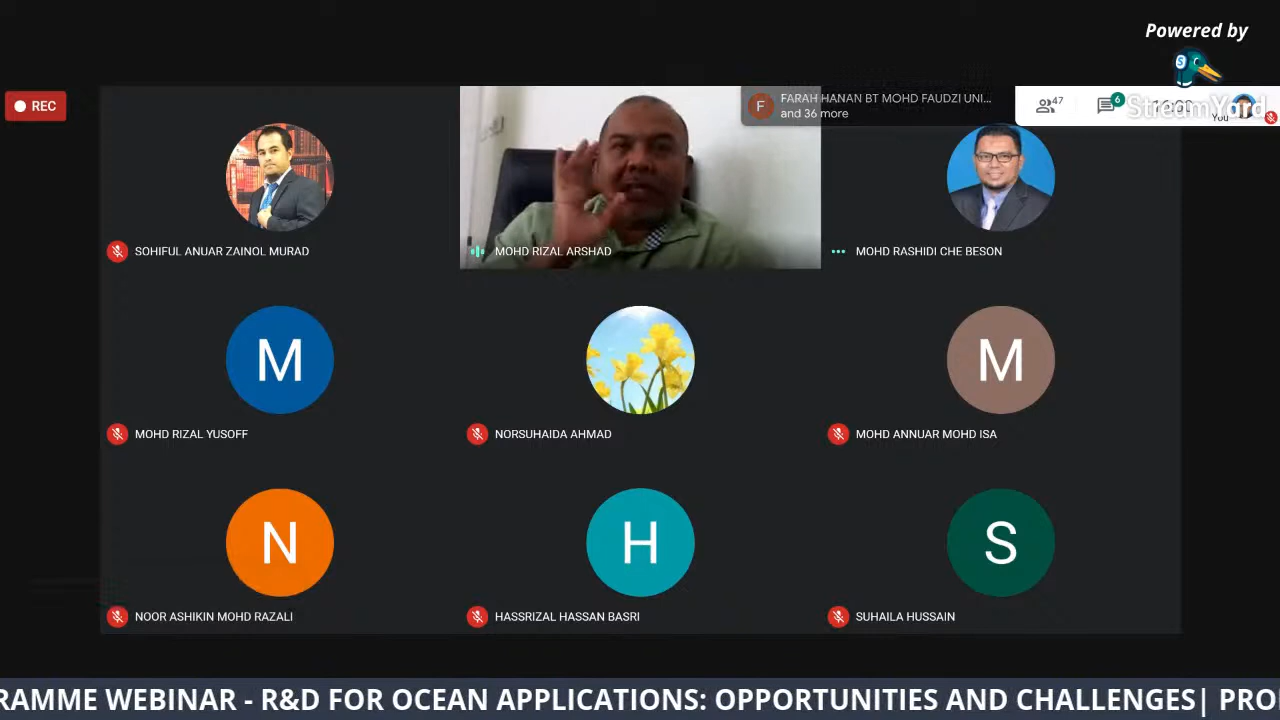 Powered by
S
StreamYard
REC
F
FARAH HANAN BT MOHD FAUDZI UNI...
and 36 more
47
6
You
SOHIFUL ANUAR ZAINOL MURAD
MOHD RIZAL ARSHAD
MOHD RASHIDI CHE BESON
M
M
MOHD RIZAL YUSOFF
NORSUHAIDA AHMAD
MOHD ANNUAR MOHD ISA
N
H
S
NOOR ASHIKIN MOHD RAZALI
HASSRIZAL HASSAN BASRI
SUHAILA HUSSAIN
RAMME WEBINAR - R&D FOR OCEAN APPLICATIONS: OPPORTUNITIES AND CHALLENGES| PRO